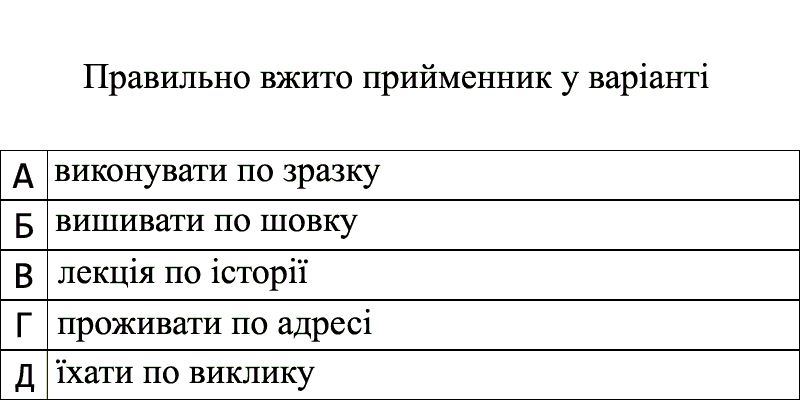 Правильно вжито прийменник у варіанті
А виконувати по зразку
Б вишивати по шовку
В лекція по історії
Г проживати по адресі
Д їхати по виклику